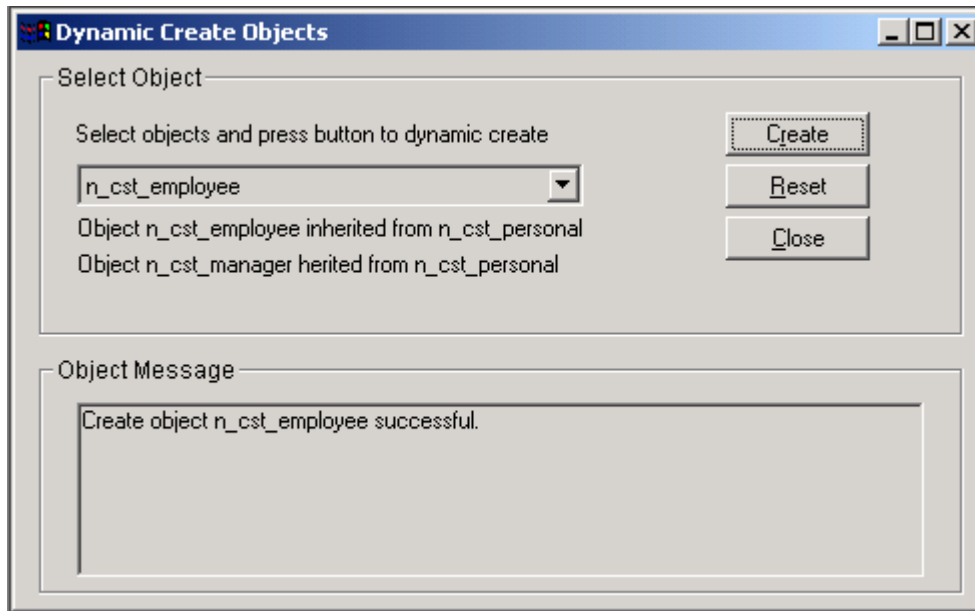 Dynamic Create Objects
Select Object
Select objects and press button to dynamic create
Create
n_cst_employee
Reset
Object n_cst_employee inherited from n_cst_personal
Close
Object n_cst_manager herited from n_cst_personal
Object Message
Create object n_cst_employee successful.